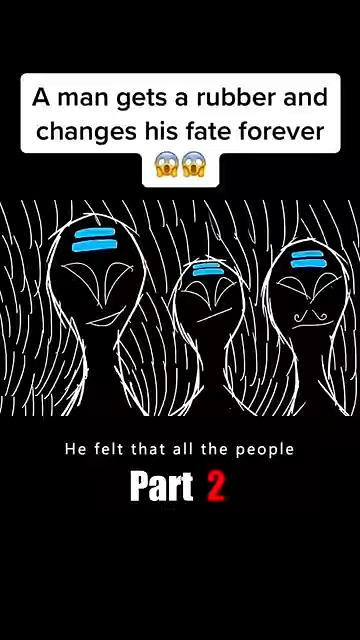 A man gets a rubber and
changes his fate forever
😱😱
He felt that all the people
Part 2